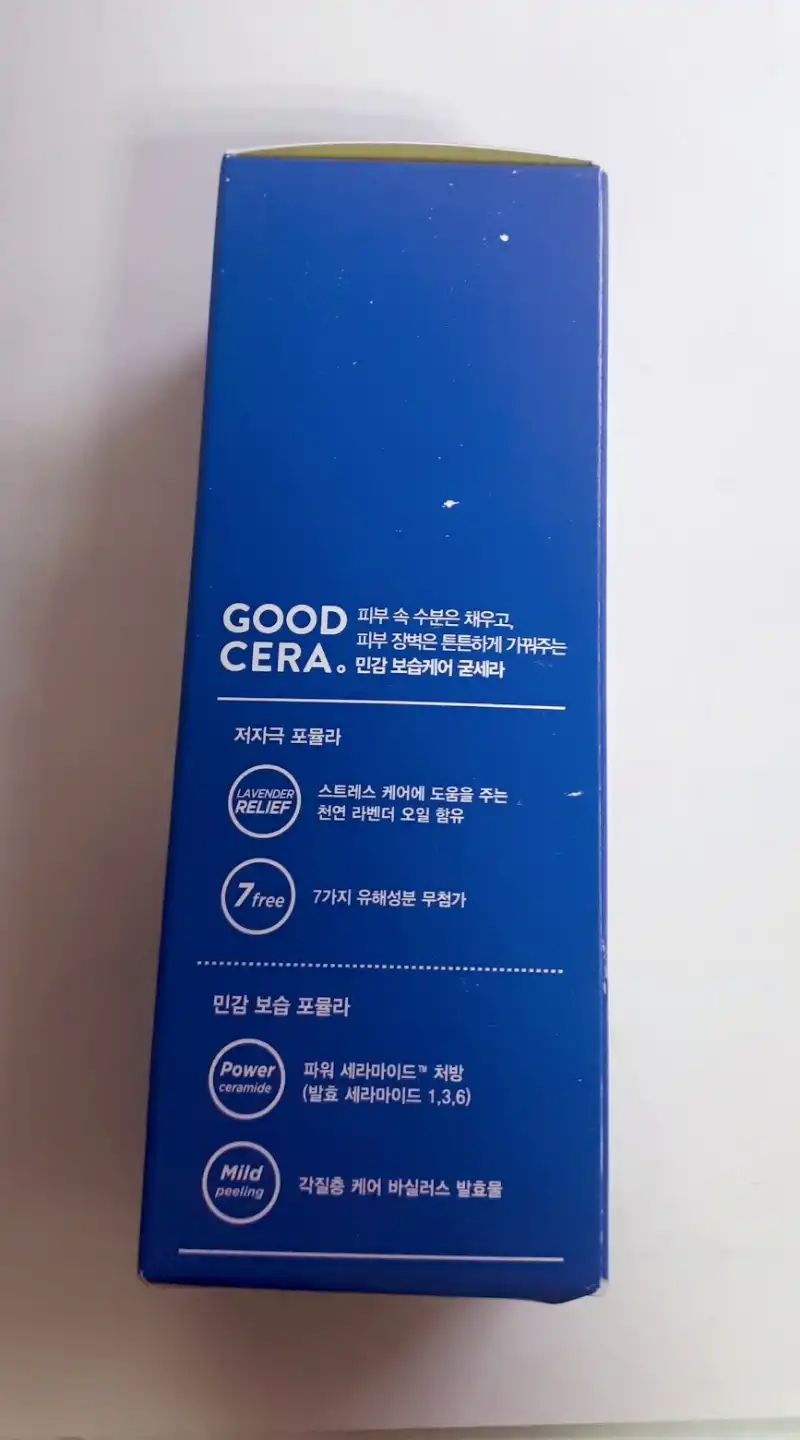 GOOD
CERA。
피부 속 수분은 채우고,
피부 장벽은 튼튼하게 가꿔주는
민감 보습케어 굳세라
저자극 포뮬라
LAVENDER
RELIEF
스트레스 케어에 도움을 주는
천연 라벤더 오일 함유
7 free
7가지 유해성분 무첨가
민감 보습 포뮬라
Power
ceramide
파워 세라마이드™ 처방
(발효 세라마이드 1,3,6)
Mild
peeling
각질층 케어 바실러스 발효물